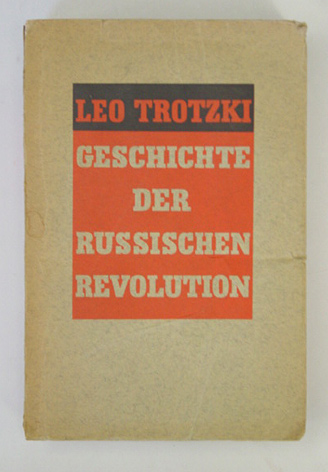 LEO TROTZKI
GESCHICHTE
DER
RUSSISCHEN
REVOLUTION